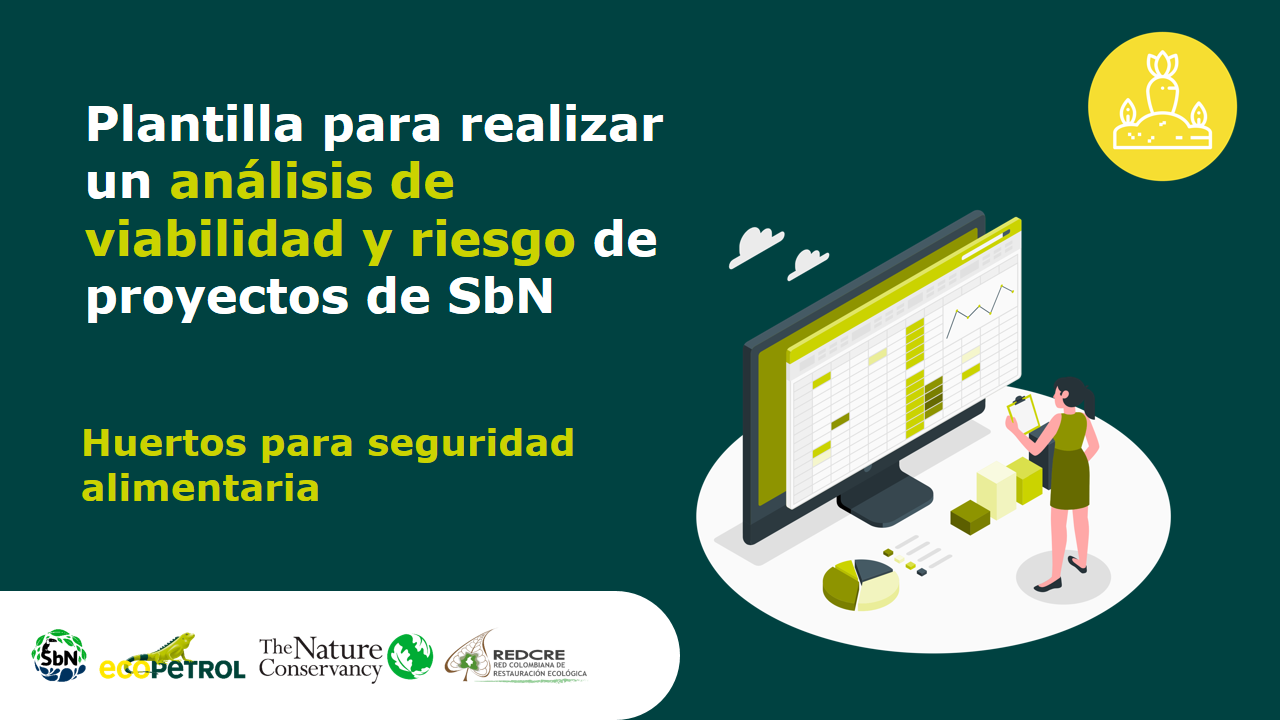 Plantilla para realizar
un análisis de
viabilidad y riesgo de
proyectos de SbN
Huertos para seguridad
alimentaria
SbN
ecoPETROL
The Nature
Conservancy
REDCRE
RED COLOMBIANA DE
RESTAURACIÓN ECOLÓGICA